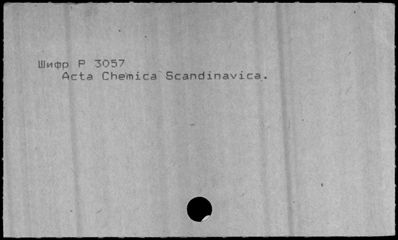 Шифр P 3057
Acta Chemica Scandinavica.